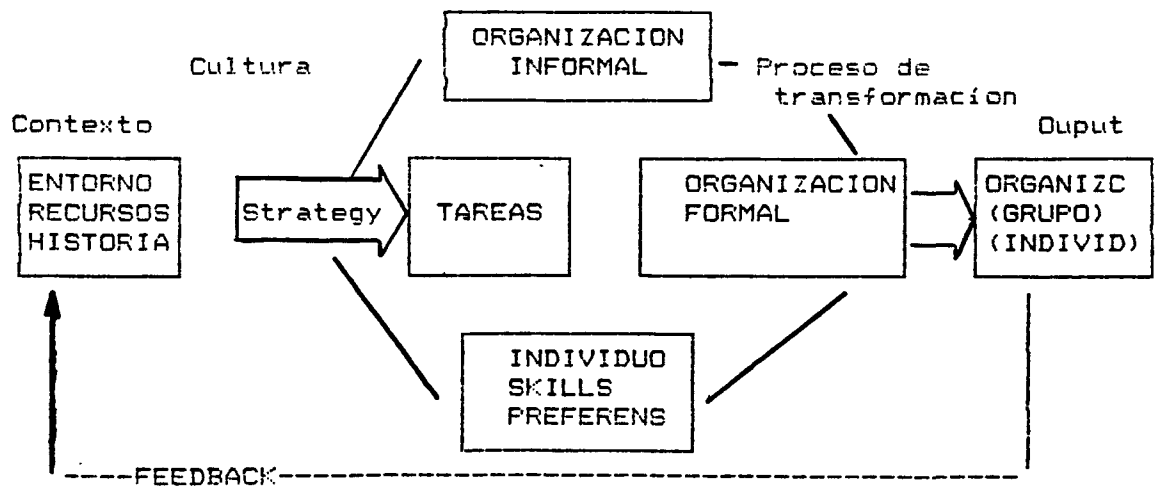 ORGANIZACION
INFORMAL
Cultura
Proceso de
transformacíon
Contexto
Ouput
ENTORNO
RECURSOS
HISTORIA
Strategy
TAREAS
ORGANIZACION
FORMAL
ORGANIZC
(GRUPO)
(INDIVID)
INDIVIDUO
SKILLS
PREFERENS
FEEDBACK